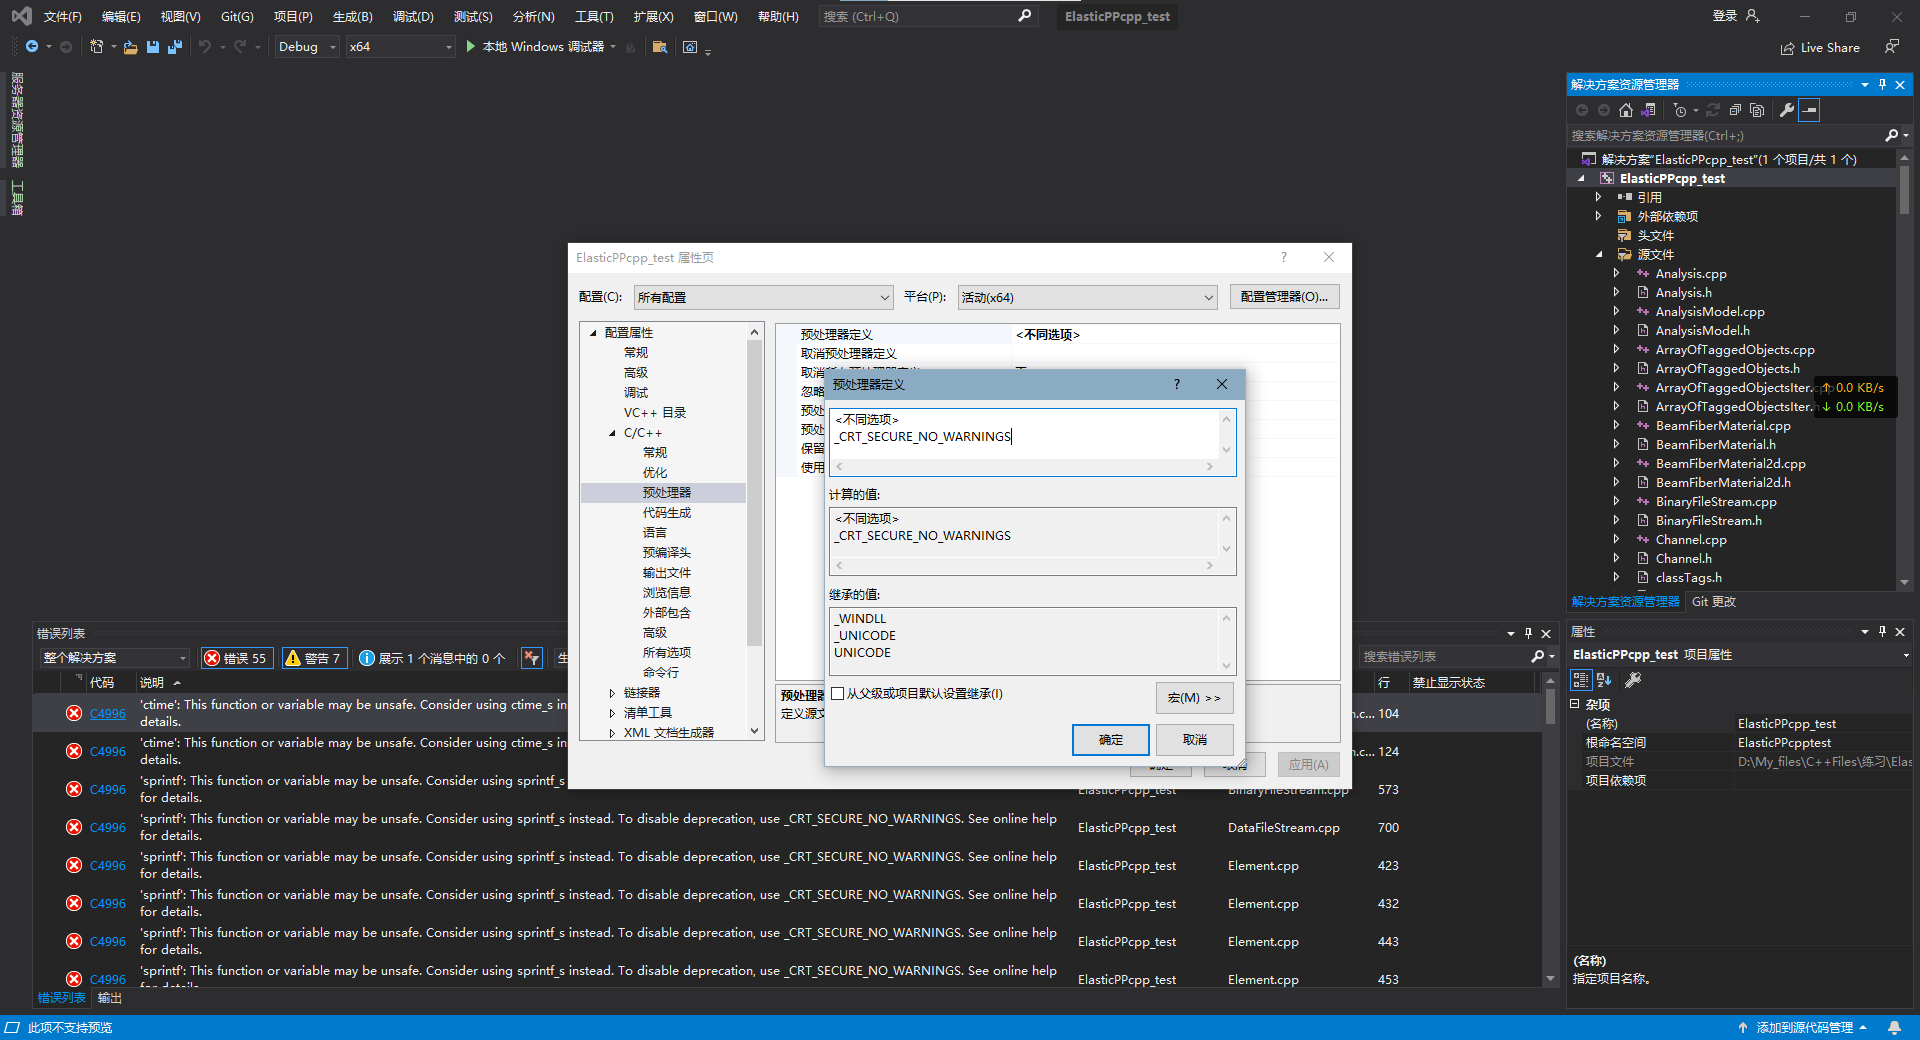 文件(F) 编辑(E) 视图(V) Git(G) 项目(P) 生成(B) 调试(D) 测试(S) 分析(N) 工具(T) 扩展(X) 窗口(W) 帮助(H) 搜索 (Ctrl+Q) ElasticPPcpp_test 登录
Debug x64 本地 Windows 调试器 Live Share
服务器资源管理器
工具箱
解决方案资源管理器
搜索解决方案资源管理器(Ctrl+;)
解决方案"ElasticPPcpp_test"(1 个项目/共 1 个)
ElasticPPcpp_test
引用
外部依赖项
头文件
源文件
Analysis.cpp
Analysis.h
AnalysisModel.cpp
AnalysisModel.h
ArrayOfTaggedObjects.cpp
ArrayOfTaggedObjects.h
ArrayOfTaggedObjectsIter.cpp
ArrayOfTaggedObjectsIter.h
↑ 0.0 KB/s
↓ 0.0 KB/s
BeamFiberMaterial.cpp
BeamFiberMaterial.h
BeamFiberMaterial2d.cpp
BeamFiberMaterial2d.h
BinaryFileStream.cpp
BinaryFileStream.h
Channel.cpp
Channel.h
classTags.h
解决方案资源管理器 Git 更改
ElasticPPcpp_test 属性页 ?
配置(C): 所有配置 平台(P): 活动(x64) 配置管理器(O)...
配置属性
常规
高级
调试
VC++ 目录
C/C++
常规
优化
预处理器
代码生成
语言
预编译头
输出文件
浏览信息
外部包含
高级
所有选项
命令行
链接器
清单工具
XML 文档生成器
预处理器定义 <不同选项>
取消预处理器定义
忽略
预处
预处
保留
使用
预处理器
定义源文
应用(A)
预处理器定义 ?
<不同选项>
_CRT_SECURE_NO_WARNINGS
计算的值:
<不同选项>
_CRT_SECURE_NO_WARNINGS
继承的值:
_WINDLL
_UNICODE
UNICODE
从父级或项目默认设置继承(I) 宏(M) >>
确定 取消
错误列表
整个解决方案 错误 55 警告 7 展示 1 个消息中的 0 个 生 搜索错误列表
代码 说明 行 禁止显示状态
C4996 'ctime': This function or variable may be unsafe. Consider using ctime_s i
details. n.c... 104
C4996 'ctime': This function or variable may be unsafe. Consider using ctime_s in
details. n.c... 124
C4996 'sprintf': This function or variable may be unsafe. Consider using sprintf_s
for details. ElasticPPcpp_test BinaryFileStream.cpp 573
C4996 'sprintf': This function or variable may be unsafe. Consider using sprintf_s instead. To disable deprecation, use _CRT_SECURE_NO_WARNINGS. See online help
for details. ElasticPPcpp_test DataFileStream.cpp 700
C4996 'sprintf': This function or variable may be unsafe. Consider using sprintf_s instead. To disable deprecation, use _CRT_SECURE_NO_WARNINGS. See online help
for details. ElasticPPcpp_test Element.cpp 423
C4996 'sprintf': This function or variable may be unsafe. Consider using sprintf_s instead. To disable deprecation, use _CRT_SECURE_NO_WARNINGS. See online help
for details. ElasticPPcpp_test Element.cpp 432
C4996 'sprintf': This function or variable may be unsafe. Consider using sprintf_s instead. To disable deprecation, use _CRT_SECURE_NO_WARNINGS. See online help
for details. ElasticPPcpp_test Element.cpp 443
C4996 'sprintf': This function or variable may be unsafe. Consider using sprintf_s instead. To disable deprecation, use _CRT_SECURE_NO_WARNINGS. See online help
for details. ElasticPPcpp_test Element.cpp 453
错误列表 输出
属性
ElasticPPcpp_test 项目属性
杂项
(名称) ElasticPPcpp_test
根命名空间 ElasticPPcpptest
项目文件 D:\My_files\C++Files\练习\Elas
项目依赖项
(名称)
指定项目名称。
此项不支持预览 添加到源代码管理